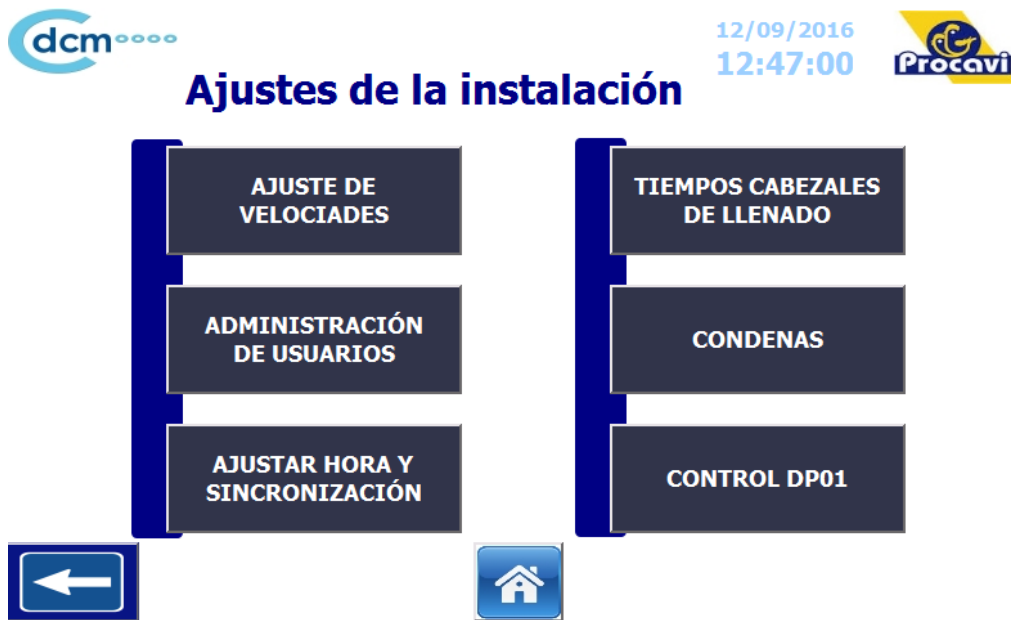 dcm
12/09/2016
12:47:00
Procavi
Ajustes de la instalación
AJUSTE DE
VELOCIADES
TIEMPOS CABEZALES
DE LLENADO
ADMINISTRACIÓN
DE USUARIOS
CONDENAS
AJUSTAR HORA Y
SINCRONIZACIÓN
CONTROL DP01